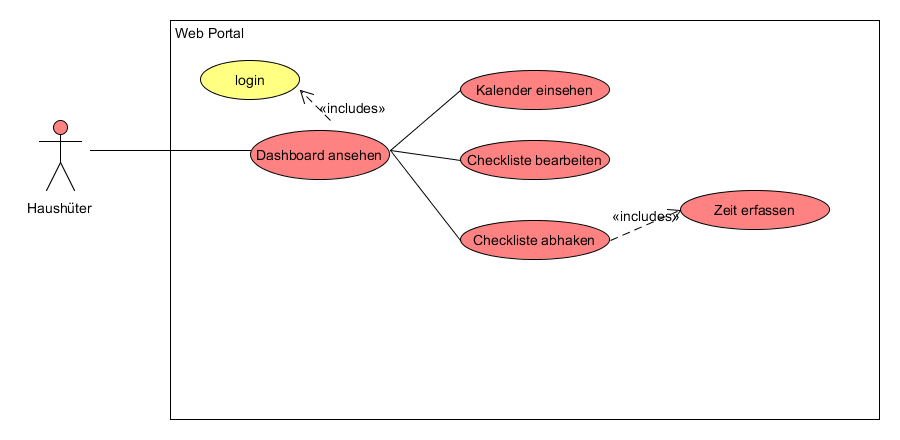 Web Portal
login
«includes»
Kalender einsehen
Dashboard ansehen
Checkliste bearbeiten
Haushüter
«includes»
Zeit erfassen
Checkliste abhaken